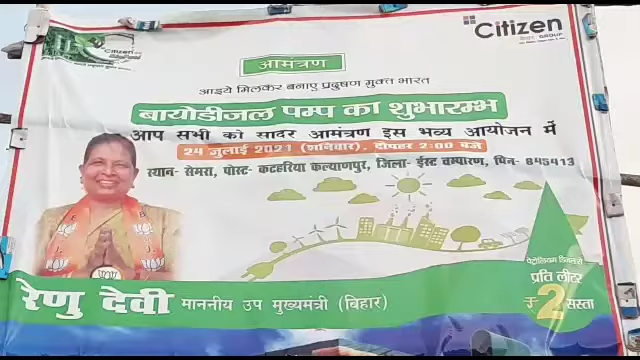 Citizen
Citizen
GROUP
आमंत्रण
आइये मिलकर बनाए प्रदुषण मुक्त भारत
बायोडीजल पम्प का शुभारम्भ
आप सभी को सादर आमंत्रण इस भव्य आयोजन में
24 जुलाई 2021 (शनिवार), दोपहर 2:00 बजे
स्थान- सेमरा, पोस्ट- कटहरिया कल्याणपुर, जिला- ईस्ट चम्पारण, पिन- 845413
पेट्रोलियम डिजल से
प्रति लीटर
रू 2 सस्ता
रेणु देवी माननीय उप मुख्यमंत्री (बिहार)